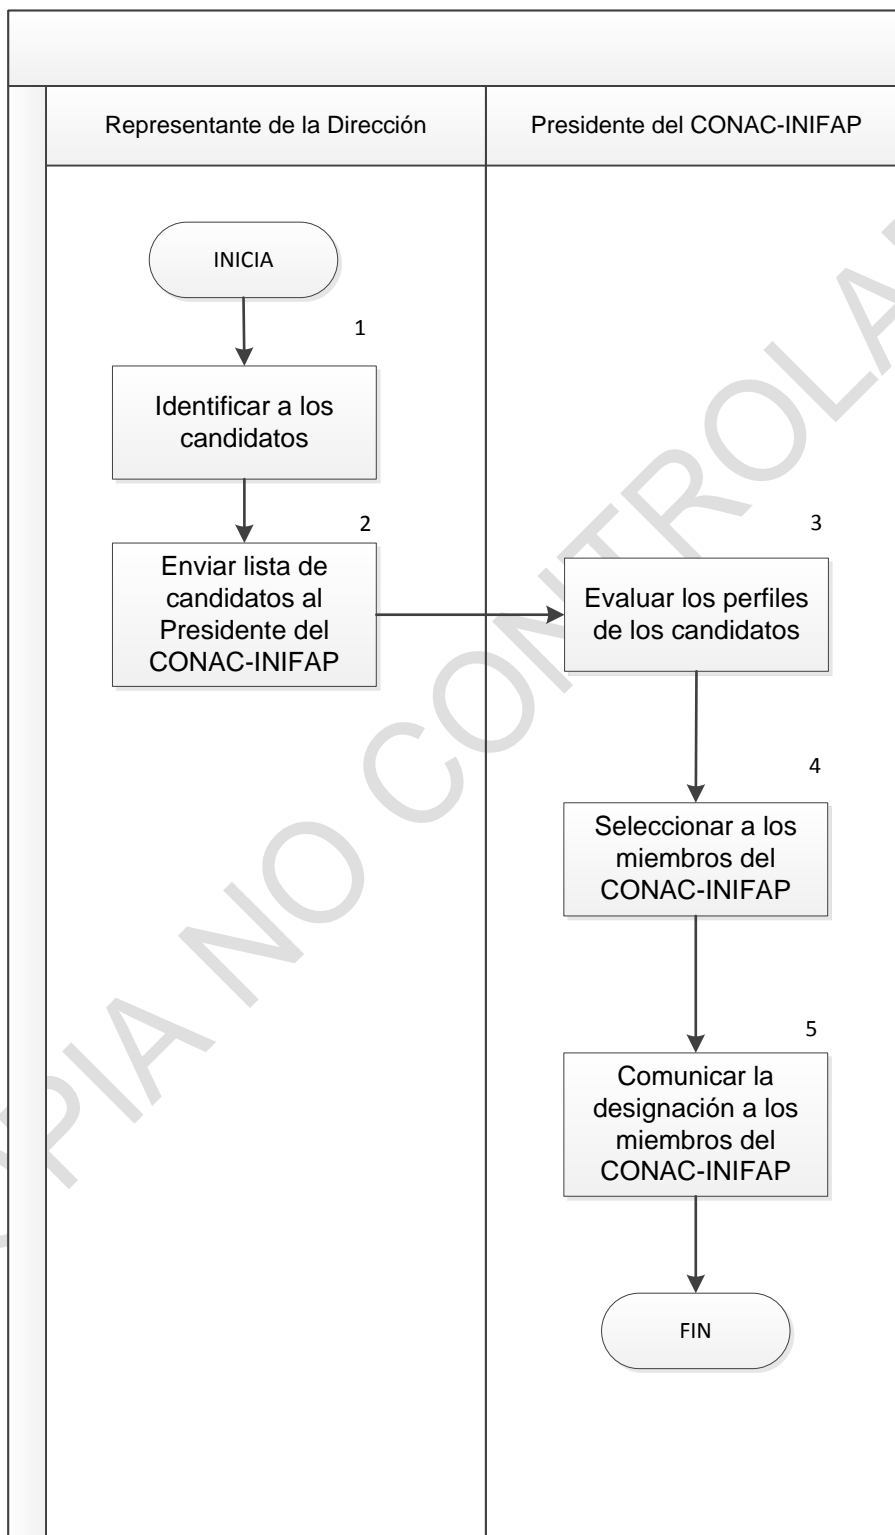 Representante de la Dirección
Presidente del CONAC-INIFAP
INICIA
1
Identificar a los
candidatos
2
Enviar lista de
candidatos al
Presidente del
CONAC-INIFAP
3
Evaluar los perfiles
de los candidatos
4
Seleccionar a los
miembros del
CONAC-INIFAP
5
Comunicar la
designación a los
miembros del
CONAC-INIFAP
FIN
OPIA NO CONTROLA